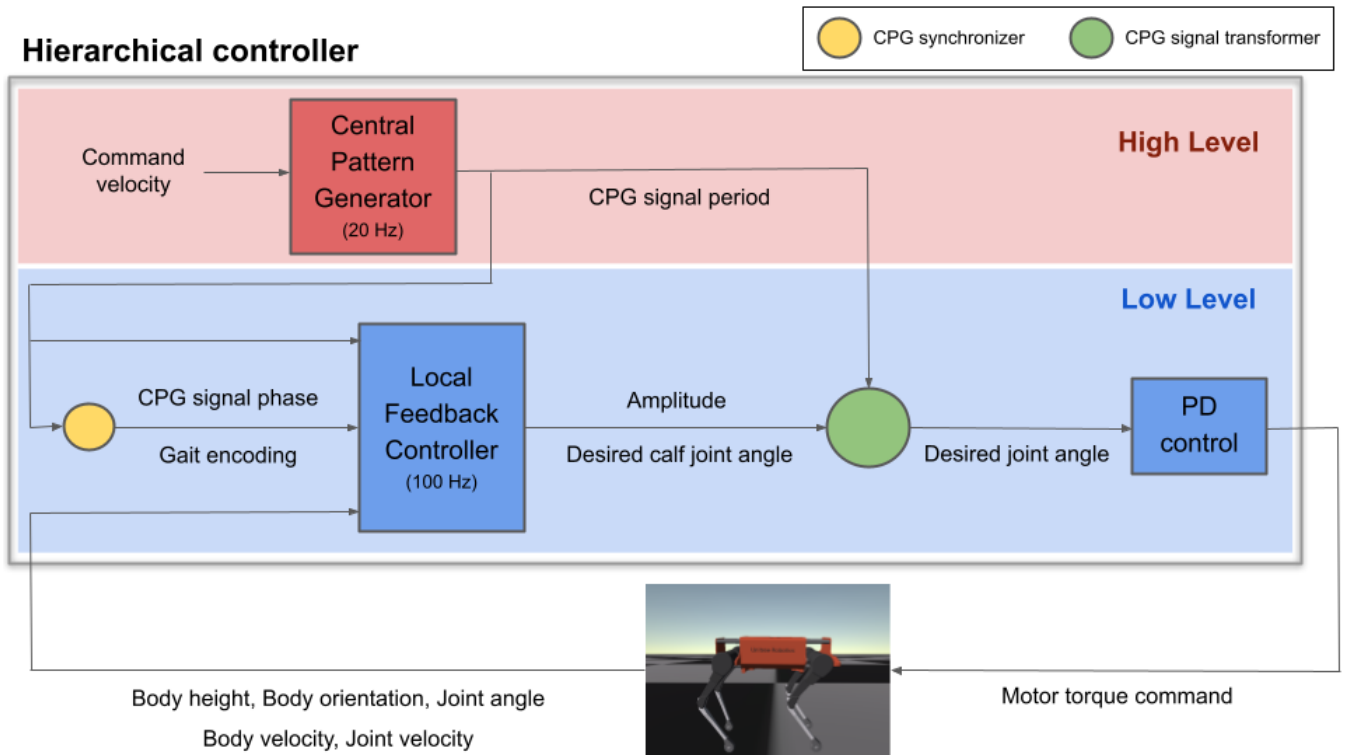 CPG synchronizer
CPG signal transformer
Hierarchical controller
High Level
Command
velocity
Central
Pattern
Generator
(20 Hz)
CPG signal period
Low Level
CPG signal phase
Gait encoding
Local
Feedback
Controller
(100 Hz)
Amplitude
Desired calf joint angle
Desired joint angle
PD
control
Body height, Body orientation, Joint angle
Body velocity, Joint velocity
Motor torque command